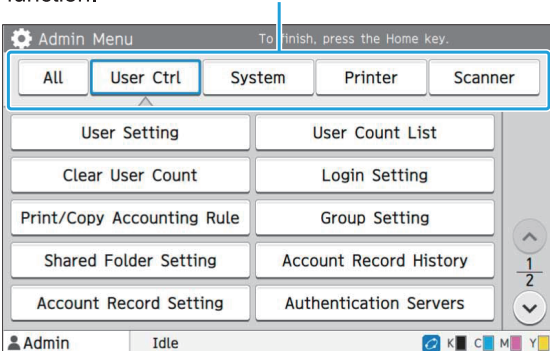 function.
Admin Menu To finish, press the Home key.
All User Ctrl System Printer Scanner
User Setting User Count List
Clear User Count Login Setting
Print/Copy Accounting Rule Group Setting
Shared Folder Setting Account Record History
1
2
Account Record Setting Authentication Servers
Admin Idle K C M Y